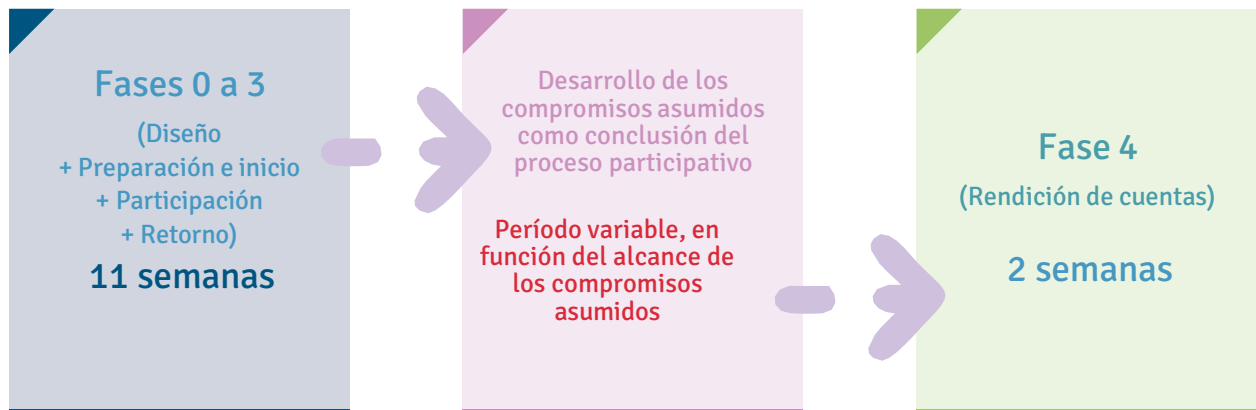 Fases 0 a 3
(Diseño
+ Preparación e inicio
+ Participación
+ Retorno)
11 semanas
Desarrollo de los
compromisos asumidos
como conclusión del
proceso participativo
Período variable, en
función del alcance de
los compromisos
asumidos
Fase 4
(Rendición de cuentas)
2 semanas